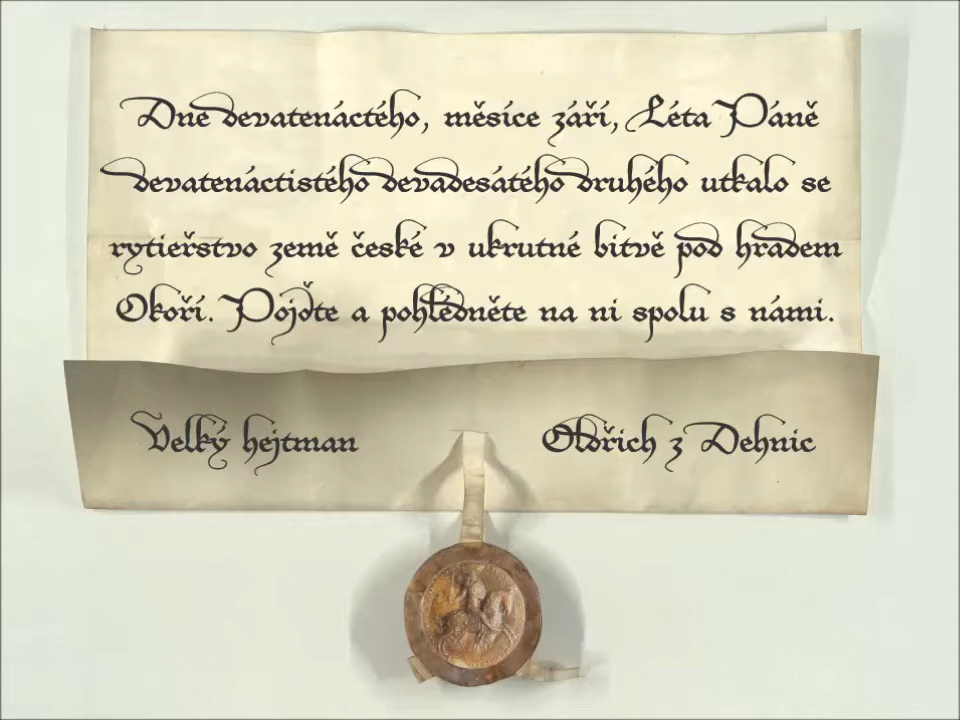 Dne devatenáctého, měsíce září, Léta Páně
devatenáctistého devadesátého druhého utkalo se
rytieřstvo země české v ukrutné bitvě pod hradem
Okoří. Pojďte a pohlédněte na ni spolu s námi.
Velký hejtman Oldřich z Dehnic